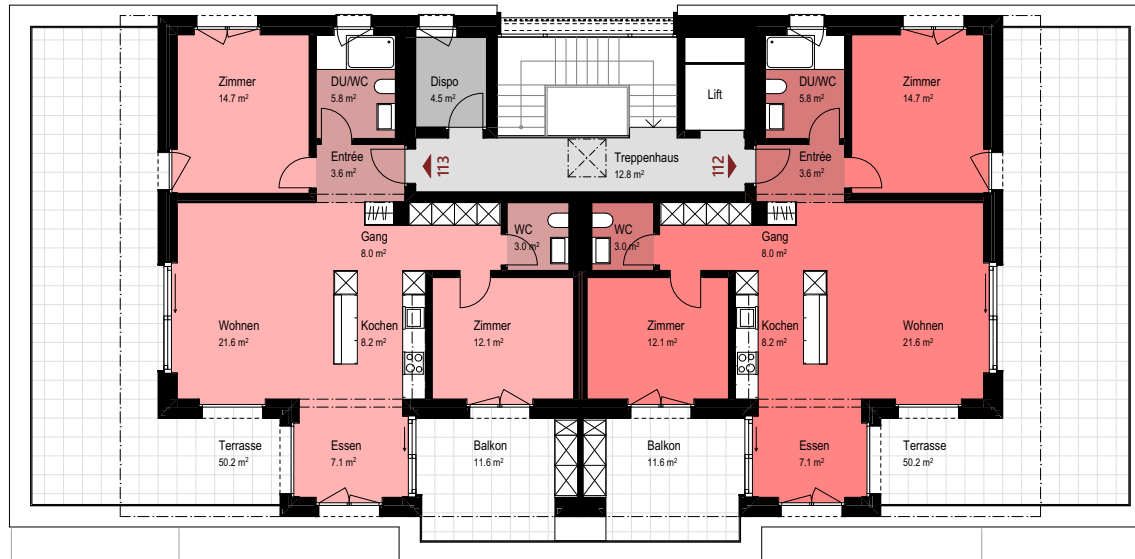 Zimmer
14.7 m²
DU/WC
5.8 m²
Dispo
4.5 m²
Lift
DU/WC
5.8 m²
Zimmer
14.7 m²
Entrée
3.6 m²
113
Treppenhaus
12.8 m²
112
Entrée
3.6 m²
Gang
8.0 m²
WC
3.0 m²
WC
3.0 m²
Gang
8.0 m²
Wohnen
21.6 m²
Kochen
8.2 m²
Zimmer
12.1 m²
Zimmer
12.1 m²
Kochen
8.2 m²
Wohnen
21.6 m²
Terrasse
50.2 m²
Essen
7.1 m²
Balkon
11.6 m²
Balkon
11.6 m²
Essen
7.1 m²
Terrasse
50.2 m²